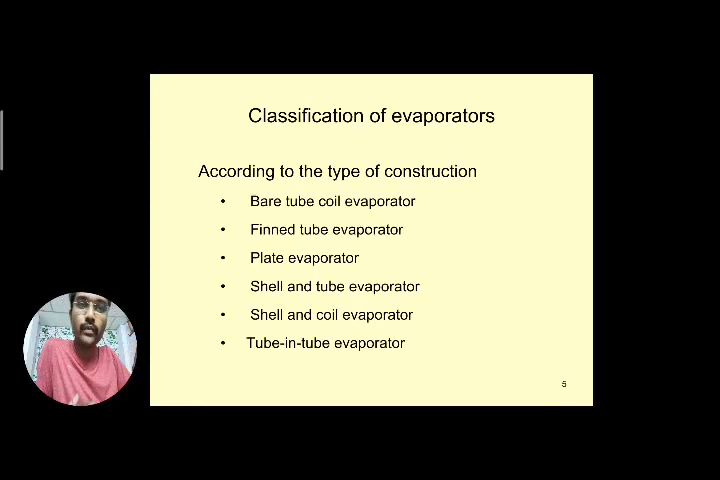 Classification of evaporators
According to the type of construction
• Bare tube coil evaporator
• Finned tube evaporator
• Plate evaporator
• Shell and tube evaporator
• Shell and coil evaporator
• Tube-in-tube evaporator
5